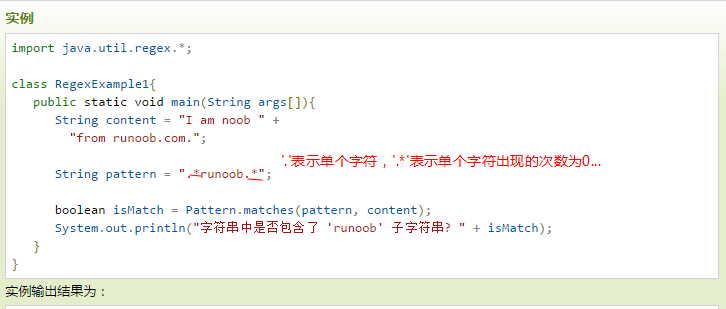 实例
import java.util.regex.*;
class RegexExample1{
public static void main(String args[]){
String content = "I am noob " +
"from runoob.com.";
'.'表示单个字符，'.*'表示单个字符出现的次数为0...
String pattern = ".*runoob.*";
boolean isMatch = Pattern.matches(pattern, content);
System.out.println("字符串中是否包含了 'runoob' 子字符串? " + isMatch);
}
}
实例输出结果为：